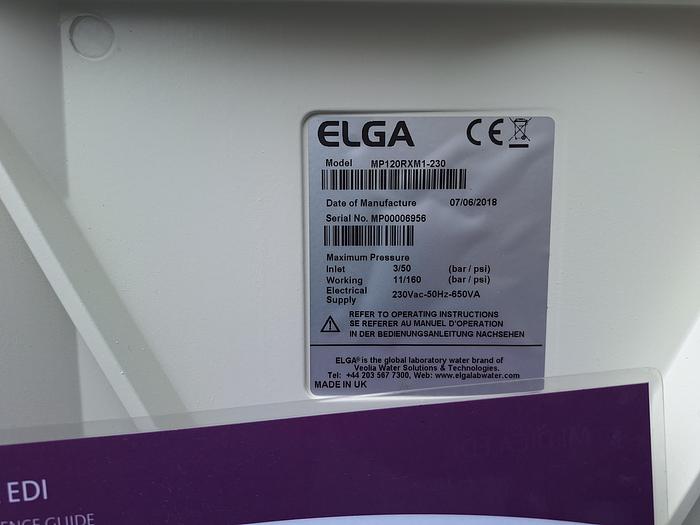 ELGA CE
Model MP120RXM1-230
Date of Manufacture 07/06/2018
Serial No. MP00006956
Maximum Pressure
Inlet 3/50 (bar / psi)
Working 11/160 (bar / psi)
Electrical Supply 230Vac-50Hz-650VA
REFER TO OPERATING INSTRUCTIONS
SE REFERER AU MANUEL D'OPERATION
IN DER BEDIENUNGSANLEITUNG NACHSEHEN
ELGA® is the global laboratory water brand of
Veolia Water Solutions & Technologies.
Tel: +44 203 567 7300, Web: www.elgalabwater.com
MADE IN UK
EDI
GUIDE